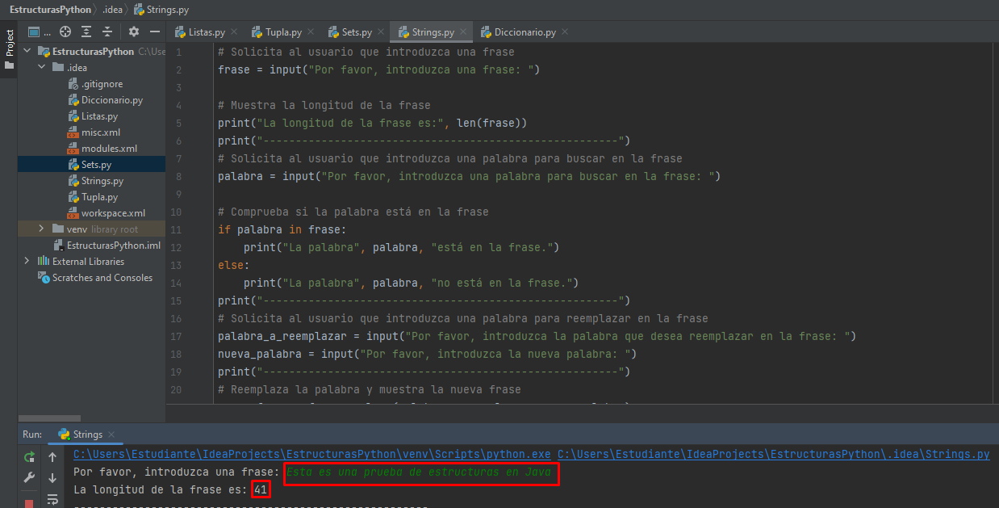 EstructurasPython .idea Strings.py
Project
...
Listas.py Tupla.py Sets.py Strings.py Diccionario.py
EstructurasPython C:\Use
.idea
.gitignore
Diccionario.py
Listas.py
misc.xml
modules.xml
Sets.py
Strings.py
Tupla.py
workspace.xml
venv library root
EstructurasPython.iml
External Libraries
Scratches and Consoles
1 # Solicita al usuario que introduzca una frase
2 frase = input("Por favor, introduzca una frase: ")
3
4 # Muestra la longitud de la frase
5 print("La longitud de la frase es:", len(frase))
6 print("-------------------------------------------------------")
7 # Solicita al usuario que introduzca una palabra para buscar en la frase
8 palabra = input("Por favor, introduzca una palabra para buscar en la frase: ")
9
10 # Comprueba si la palabra está en la frase
11 if palabra in frase:
12 print("La palabra", palabra, "está en la frase.")
13 else:
14 print("La palabra", palabra, "no está en la frase.")
15 print("-------------------------------------------------------")
16 # Solicita al usuario que introduzca una palabra para reemplazar en la frase
17 palabra_a_reemplazar = input("Por favor, introduzca la palabra que desea reemplazar en la frase: ")
18 nueva_palabra = input("Por favor, introduzca la nueva palabra: ")
19 print("-------------------------------------------------------")
20 # Reemplaza la palabra y muestra la nueva frase
Run: Strings
C:\Users\Estudiante\IdeaProjects\EstructurasPython\venv\Scripts\python.exe C:\Users\Estudiante\IdeaProjects\EstructurasPython\.idea\Strings.py
Por favor, introduzca una frase: Esta es una prueba de estructuras en Java
La longitud de la frase es: 41
-------------------------------------------------------